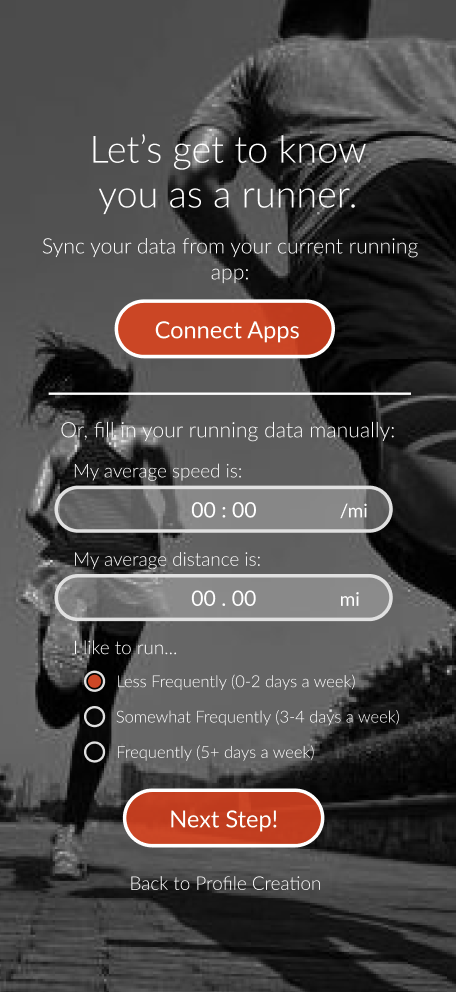 Let's get to know
you as a runner.
Sync your data from your current running
app:
Connect Apps
Or, fill in your running data manually:
My average speed is:
00 : 00 /mi
My average distance is:
00 . 00 mi
I like to run...
Less Frequently (0-2 days a week)
Somewhat Frequently (3-4 days a week)
Frequently (5+ days a week)
Next Step!
Back to Profile Creation